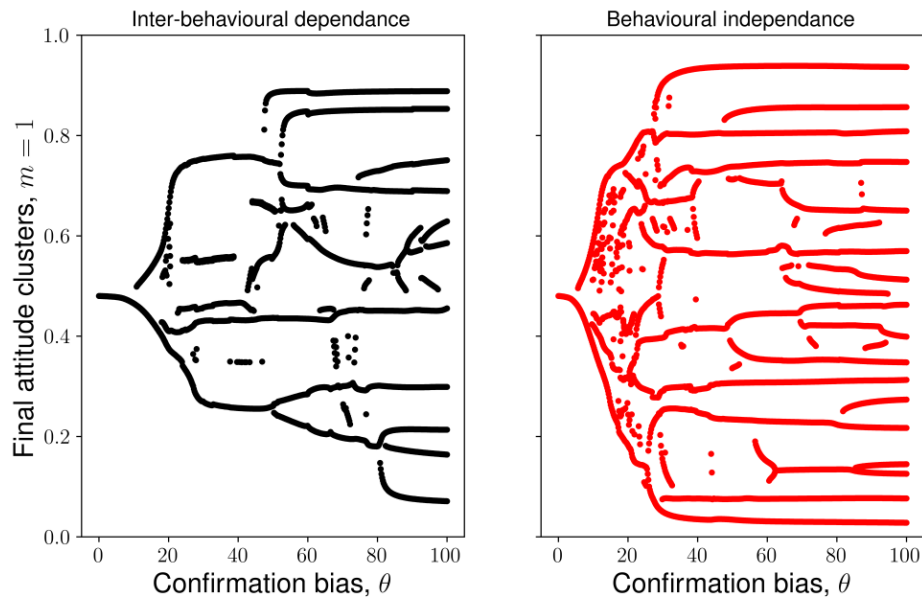 Inter-behavioural dependance
Behavioural independance
Final attitude clusters, m = 1
1.0
0.8
0.6
0.4
0.2
0.0
0 20 40 60 80 100
0 20 40 60 80 100
Confirmation bias, θ
Confirmation bias, θ